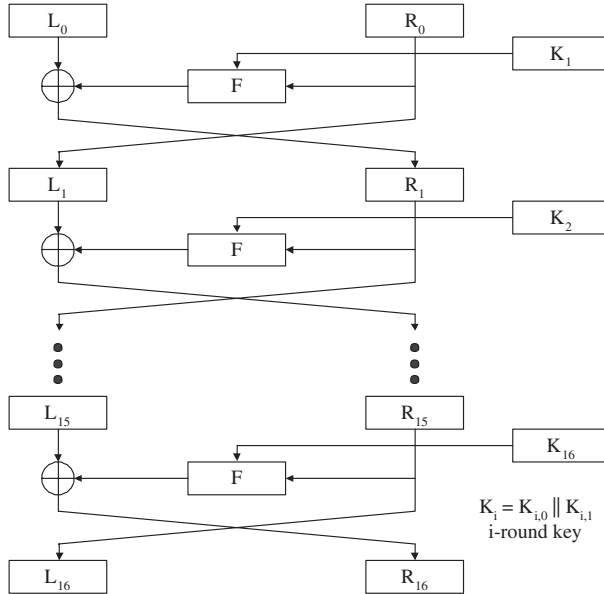 L₀
R₀
K₁
F
L₁
R₁
K₂
F
L₁₅
R₁₅
K₁₆
F
Kᵢ = Kᵢ,₀ || Kᵢ,₁
i-round key
L₁₆
R₁₆